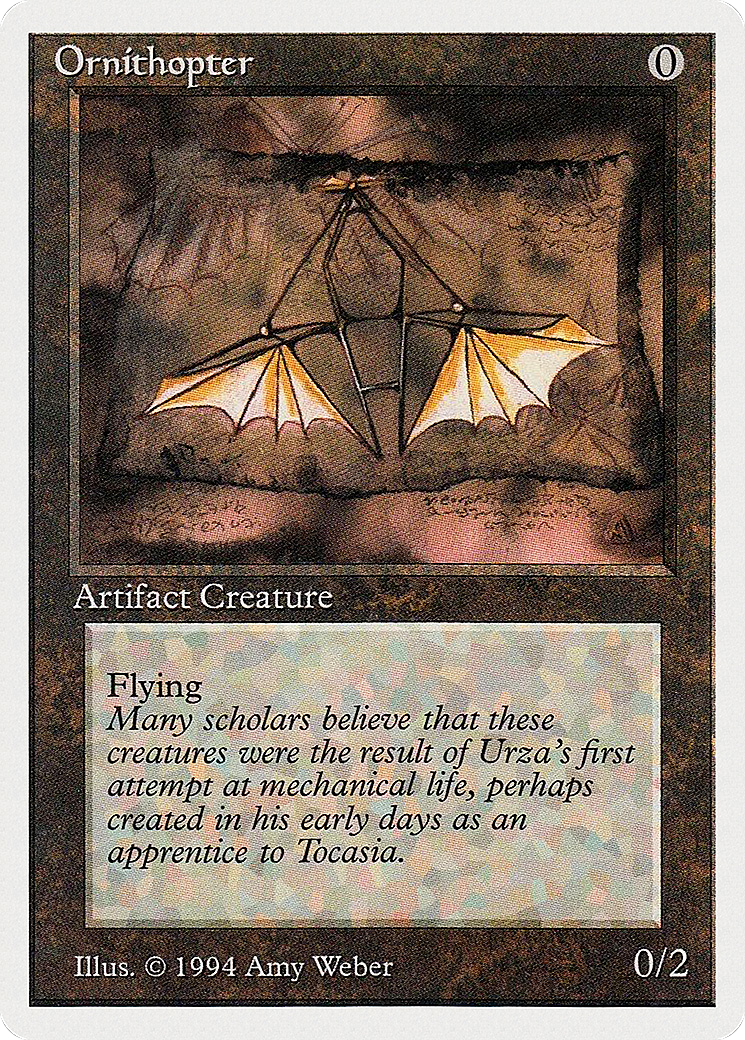 Ornithopter
0
Artifact Creature
Flying
Many scholars believe that these
creatures were the result of Urza's first
attempt at mechanical life, perhaps
created in his early days as an
apprentice to Tocasia.
Illus. © 1994 Amy Weber
0/2